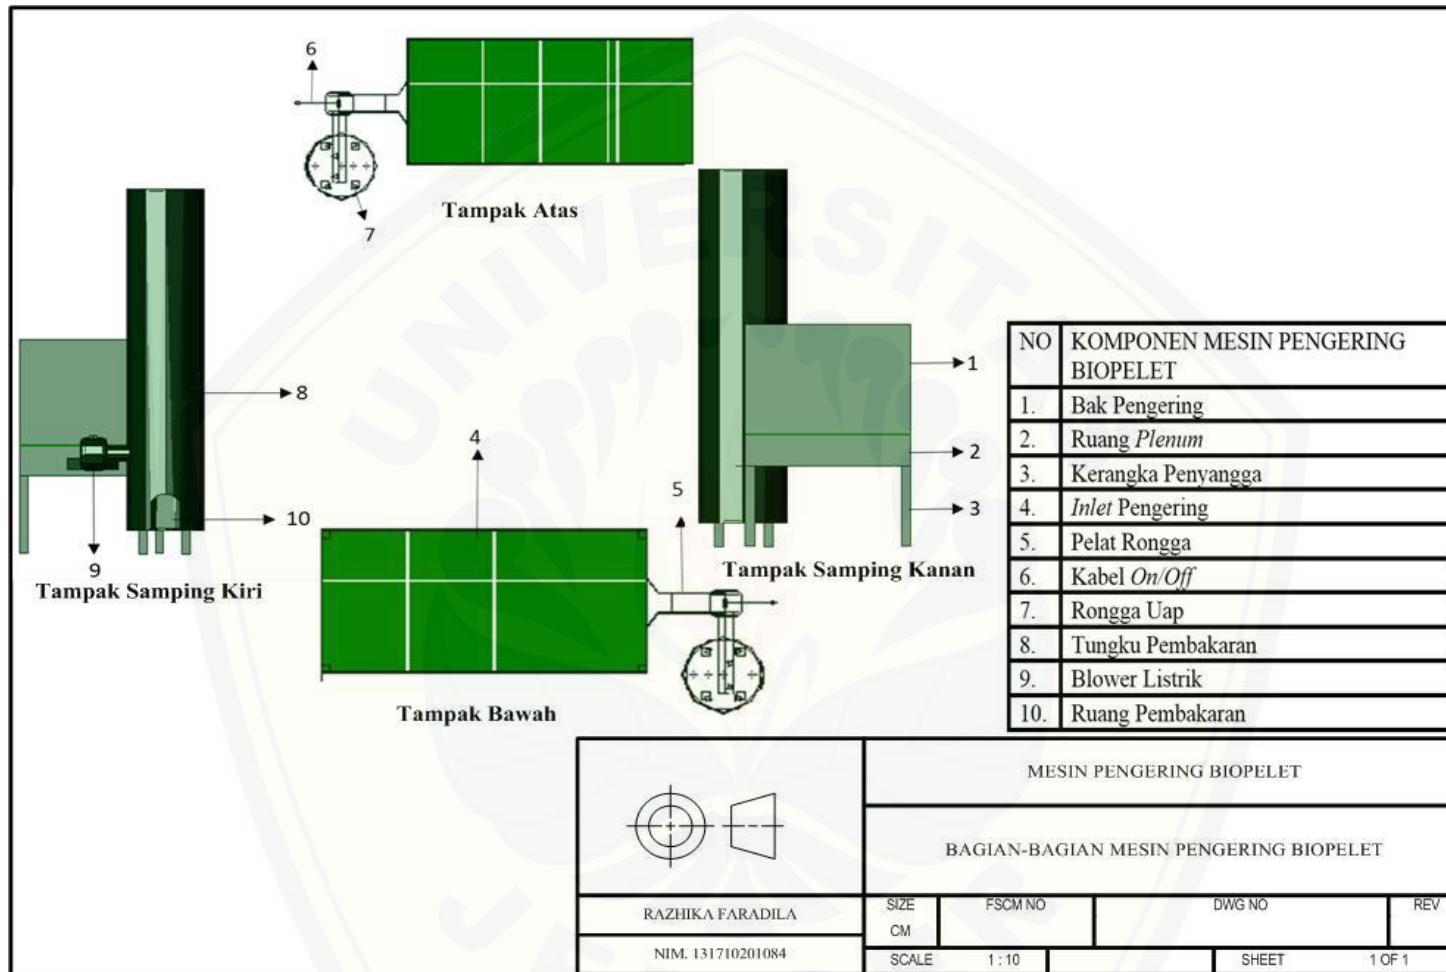 6
7
Tampak Atas
8
9
10
Tampak Samping Kiri
4
5
Tampak Bawah
1
2
3
Tampak Samping Kanan
NO KOMPONEN MESIN PENGERING
BIOPELET
1. Bak Pengering
2. Ruang Plenum
3. Kerangka Penyangga
4. Inlet Pengering
5. Pelat Rongga
6. Kabel On/Off
7. Rongga Uap
8. Tungku Pembakaran
9. Blower Listrik
10. Ruang Pembakaran
MESIN PENGERING BIOPELET
BAGIAN-BAGIAN MESIN PENGERING BIOPELET
RAZHIKA FARADILA
NIM. 131710201084
SIZE FSCM NO DWG NO REV
CM
SCALE 1 : 10 SHEET 1 OF 1
UNIVERSITAS